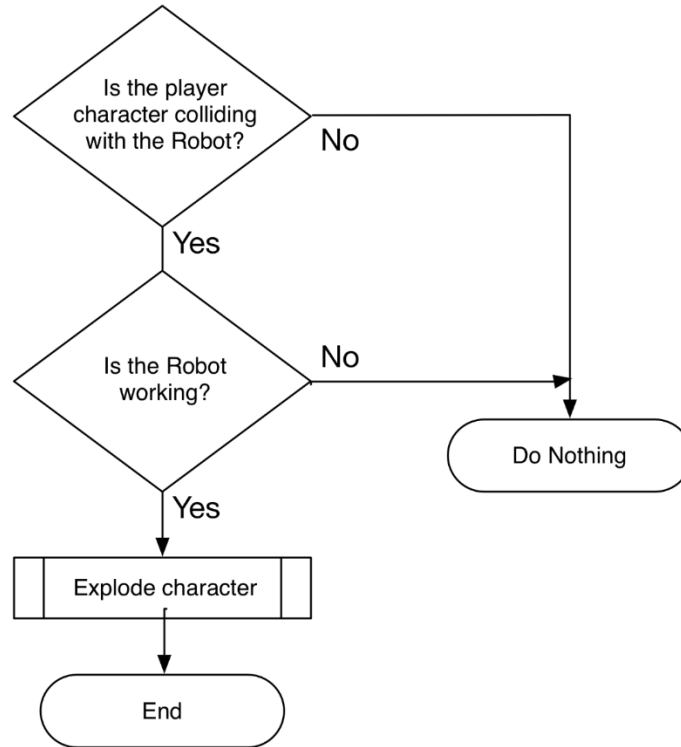 Is the player
character colliding
with the Robot?
No
Yes
Is the Robot
working?
No
Do Nothing
Yes
Explode character
End